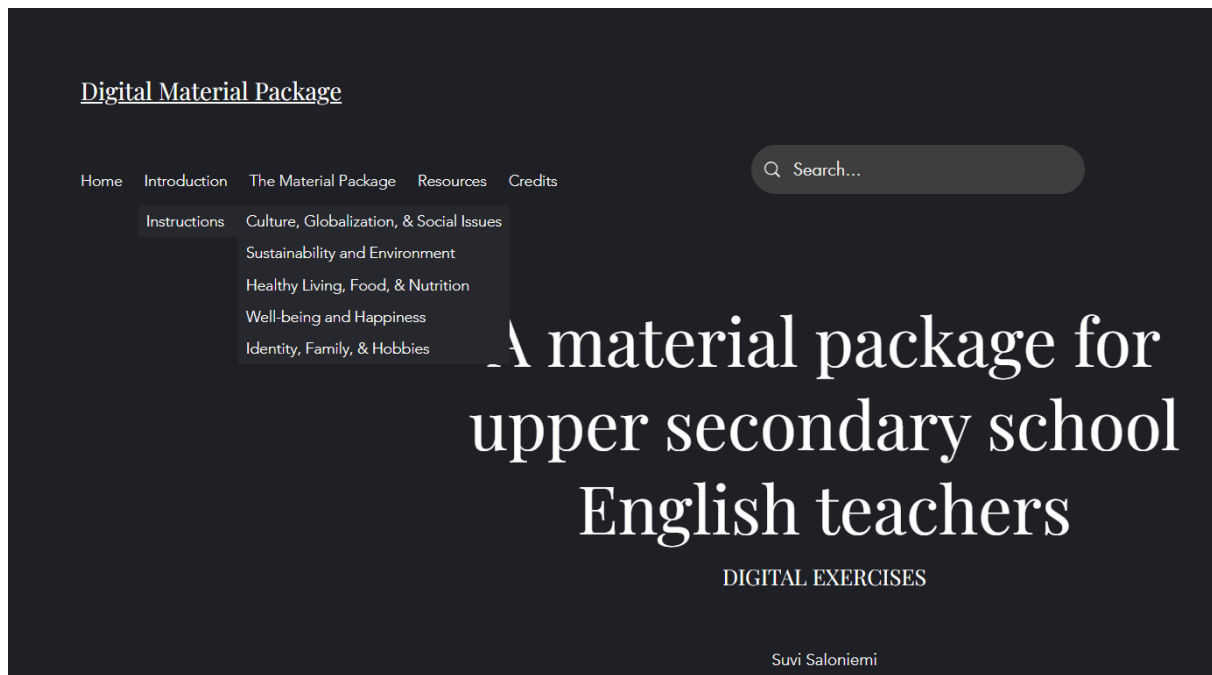 Digital Material Package
Search...
Home Introduction The Material Package Resources Credits
Instructions Culture, Globalization, & Social Issues
Sustainability and Environment
Healthy Living, Food, & Nutrition
Well-being and Happiness
Identity, Family, & Hobbies
A material package for
upper secondary school
English teachers
DIGITAL EXERCISES
Suvi Saloniemi